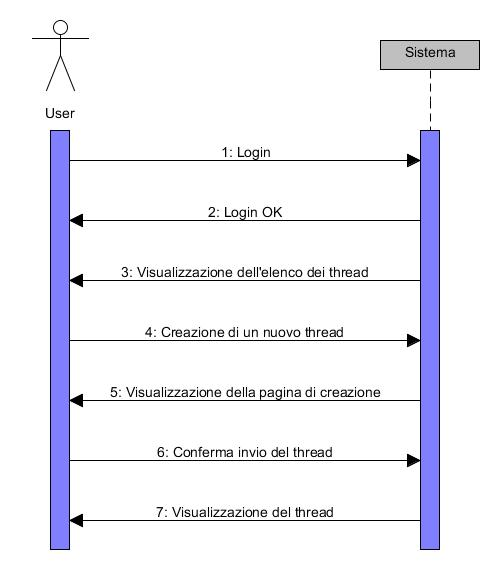 Sistema
User
1: Login
2: Login OK
3: Visualizzazione dell'elenco dei thread
4: Creazione di un nuovo thread
5: Visualizzazione della pagina di creazione
6: Conferma invio del thread
7: Visualizzazione del thread